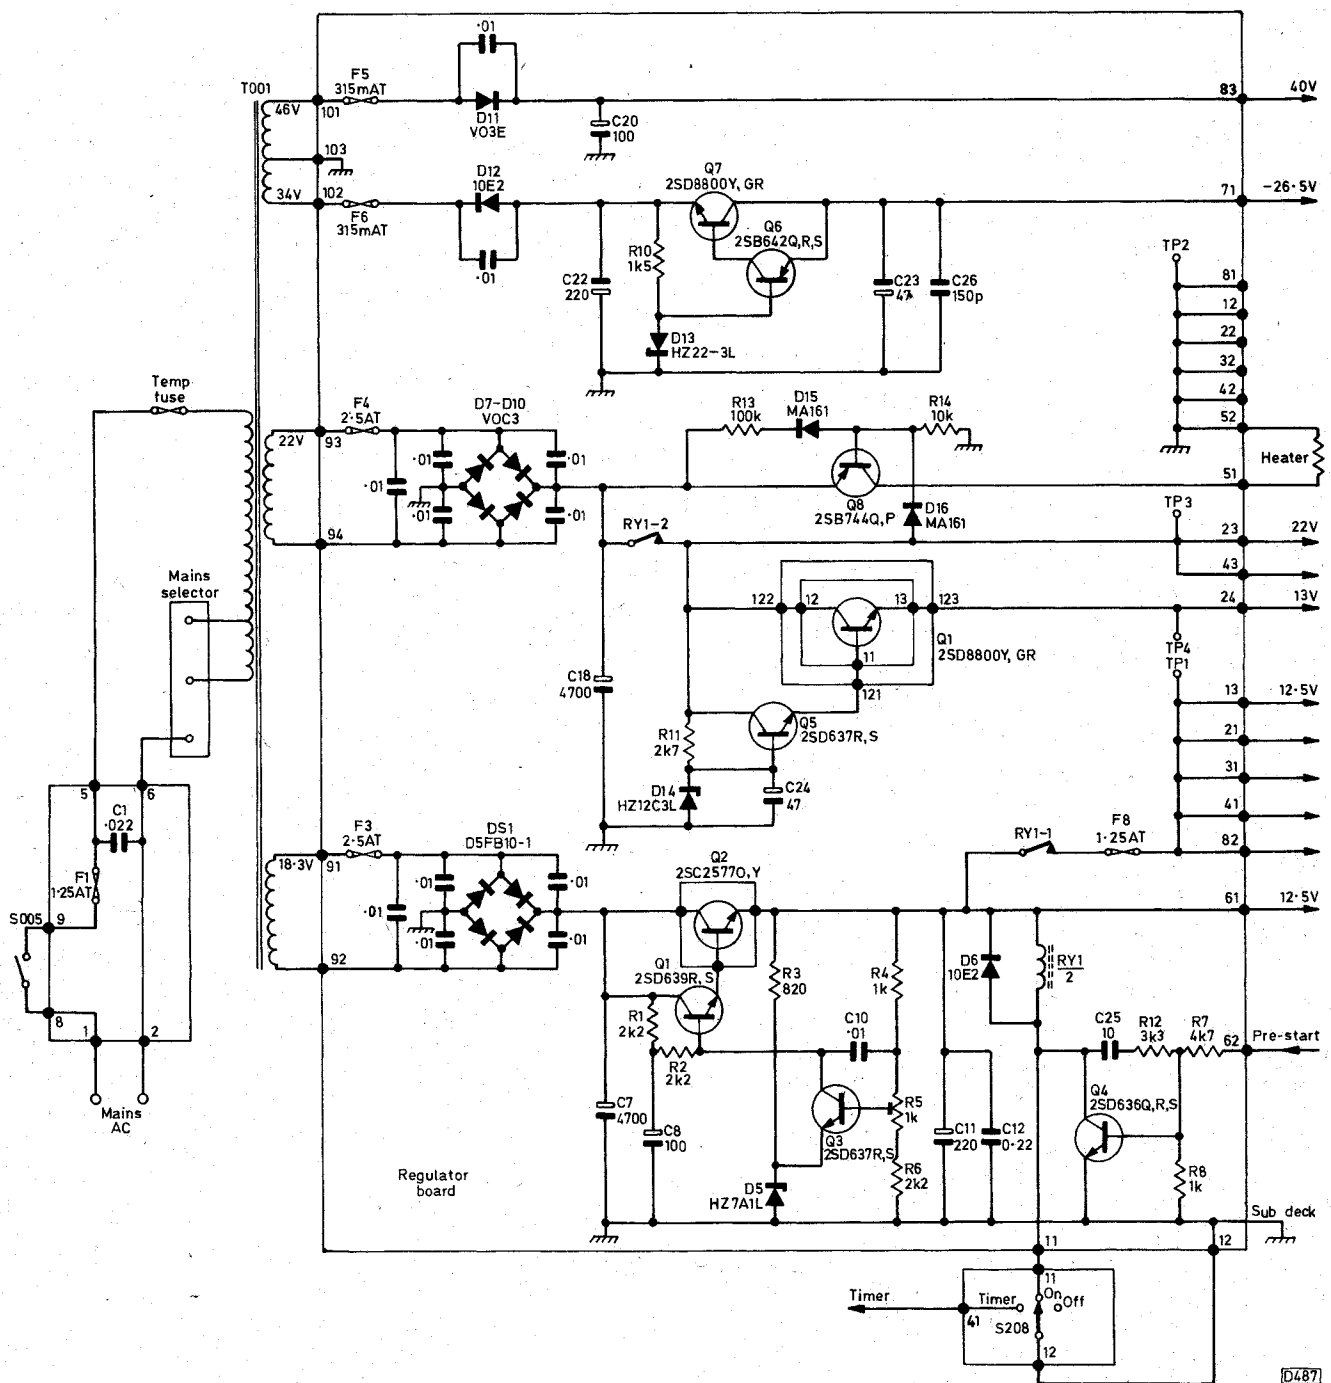 ·01
T001
F5
315mAT
46V
101
D11
VO3E
C20
100
83
40V
103
34V
102
F6
315mAT
D12
10E2
·01
Q7
2SD8800Y, GR
Q6
2SB642Q,R,S
R10
1k5
C22
220
D13
HZ22-3L
C23
47
C26
150p
71
-26·5V
TP2
81
12
22
32
42
52
51
Heater
Temp
fuse
F4
2·5AT
22V
93
94
D7-D10
VOC3
·01
·01
·01
·01
·01
R13
100k
D15
MA161
R14
10k
Q8
2SB744Q,P
D16
MA161
RY1-2
TP3
23
22V
43
24
13V
122
12
13
123
11
121
Q1
2SD8800Y, GR
TP4
TP1
Mains
selector
C18
4700
Q5
2SD637R,S
R11
2k7
D14
HZ12C3L
C24
47
13
12·5V
21
31
41
82
RY1-1
F8
1·25AT
5
6
C1
·022
F1
1·25AT
S005
9
8
1
2
Mains
AC
18·3V
91
92
F3
2·5AT
DS1
D5FB10-1
·01
·01
·01
·01
·01
Q2
2SC2577O,Y
61
12·5V
Q1
2SD639R,S
R1
2k2
R2
2k2
R3
820
R4
1k
C10
·01
D6
10E2
RY1
2
C25
10
R12
3k3
R7
4k7
62
Pre-start
C7
4700
C8
100
Q3
2SD637R,S
R5
1k
R6
2k2
C11
220
C12
0·22
Q4
2SD636Q,R,S
R8
1k
D5
HZ7A1L
Regulator
board
Sub deck
11
12
Timer
41
Timer
11
On
Off
S208
12
D487